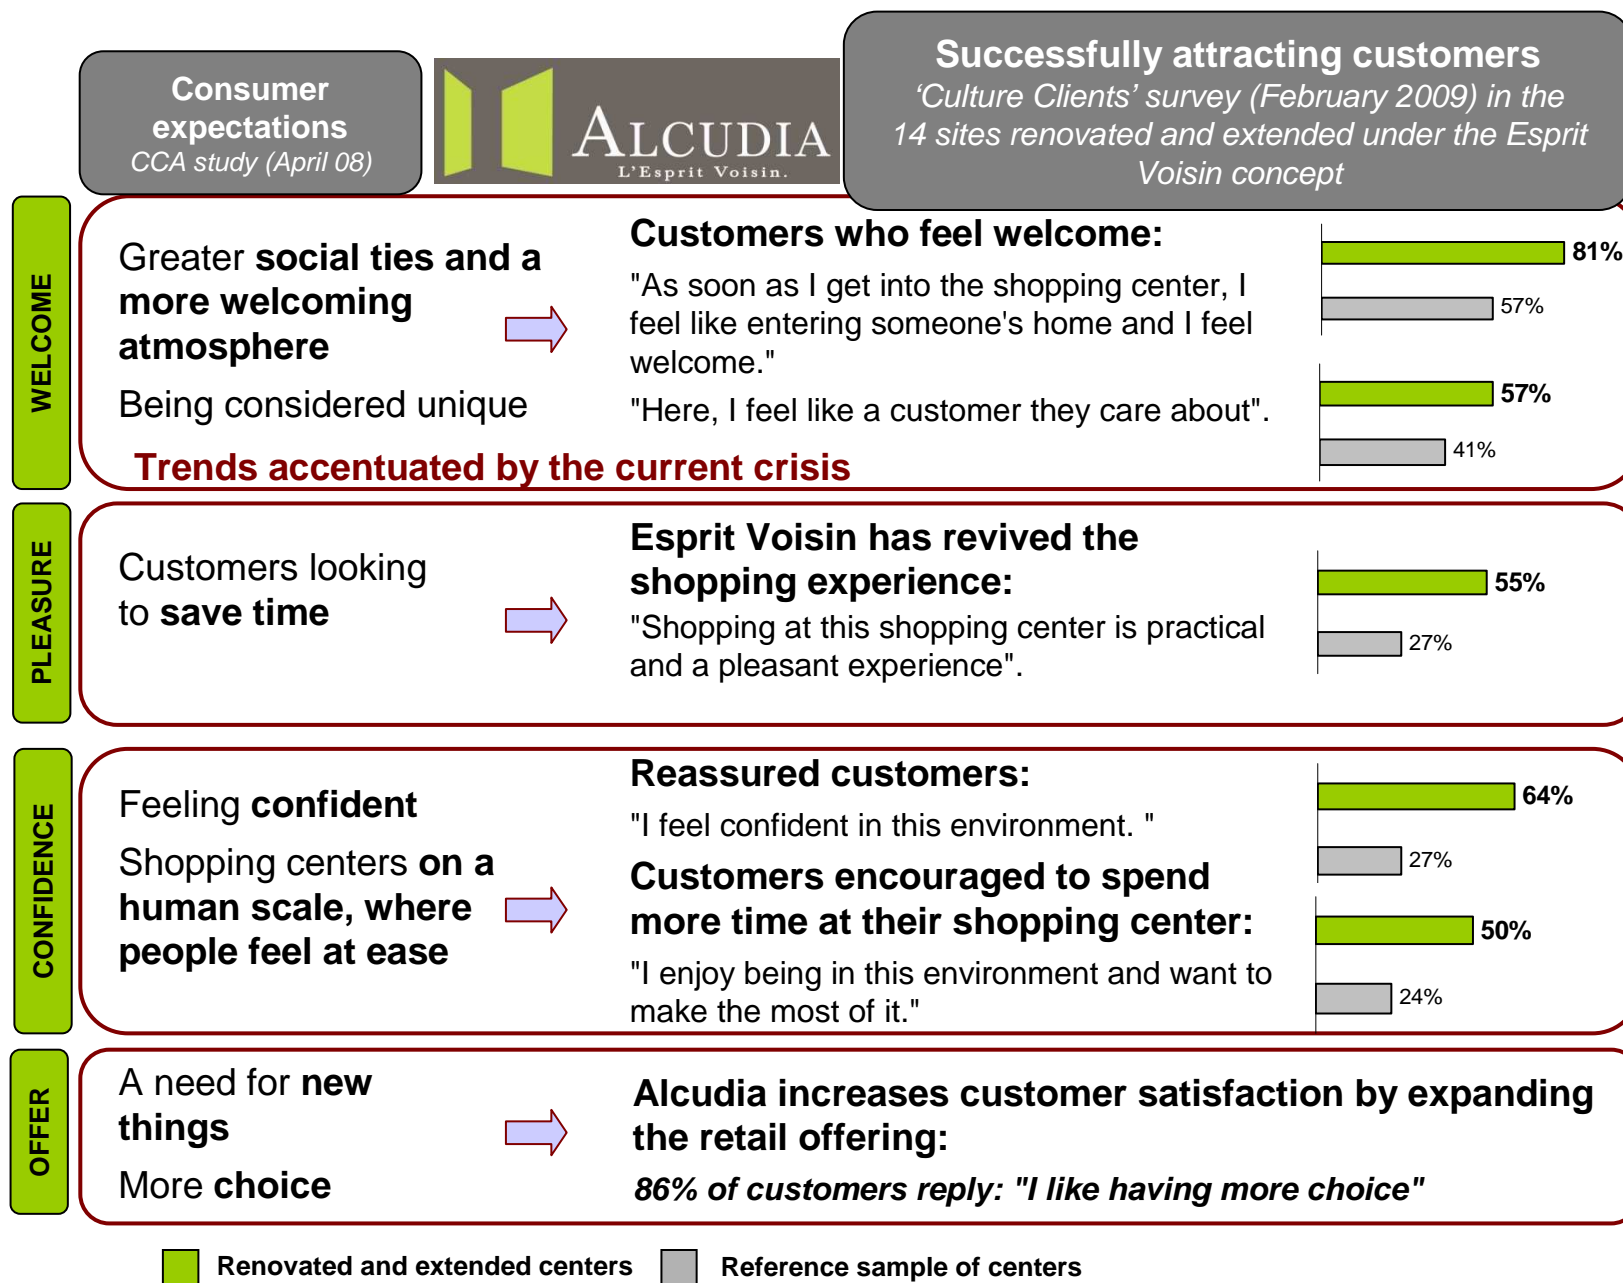 Consumer
expectations
CCA study (April 08)
ALCUDIA
L'Esprit Voisin.
Successfully attracting customers
‘Culture Clients’ survey (February 2009) in the
14 sites renovated and extended under the Esprit
Voisin concept
WELCOME
Greater social ties and a
more welcoming
atmosphere
Being considered unique
Trends accentuated by the current crisis
Customers who feel welcome:
"As soon as I get into the shopping center, I
feel like entering someone's home and I feel
welcome."
"Here, I feel like a customer they care about".
81%
57%
57%
41%
PLEASURE
Customers looking
to save time
Esprit Voisin has revived the
shopping experience:
"Shopping at this shopping center is practical
and a pleasant experience".
55%
27%
CONFIDENCE
Feeling confident
Shopping centers on a
human scale, where
people feel at ease
Reassured customers:
"I feel confident in this environment. "
Customers encouraged to spend
more time at their shopping center:
"I enjoy being in this environment and want to
make the most of it."
64%
27%
50%
24%
OFFER
A need for new
things
More choice
Alcudia increases customer satisfaction by expanding
the retail offering:
86% of customers reply: "I like having more choice"
Renovated and extended centers
Reference sample of centers